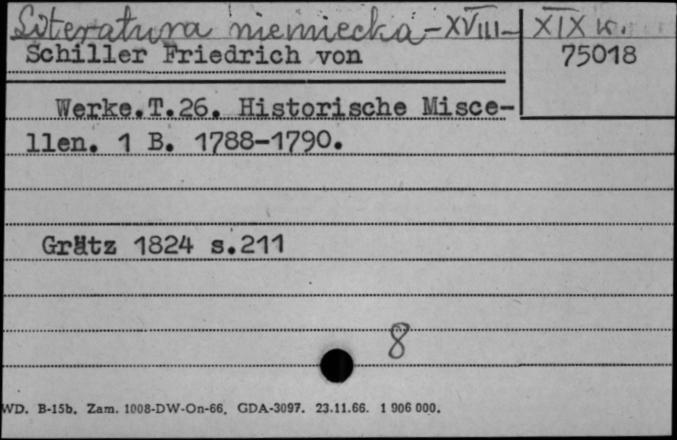 Literatura niemiecka - XVIII - XIX w.
Schiller Friedrich von 75018
Werke.T.26. Historische Misce-
llen. 1 B. 1788-1790.
Grätz 1824 s.211
8
WD. B-15b. Zam. 1008-DW-On-66. GDA-3097. 23.11.66. 1 906 000.